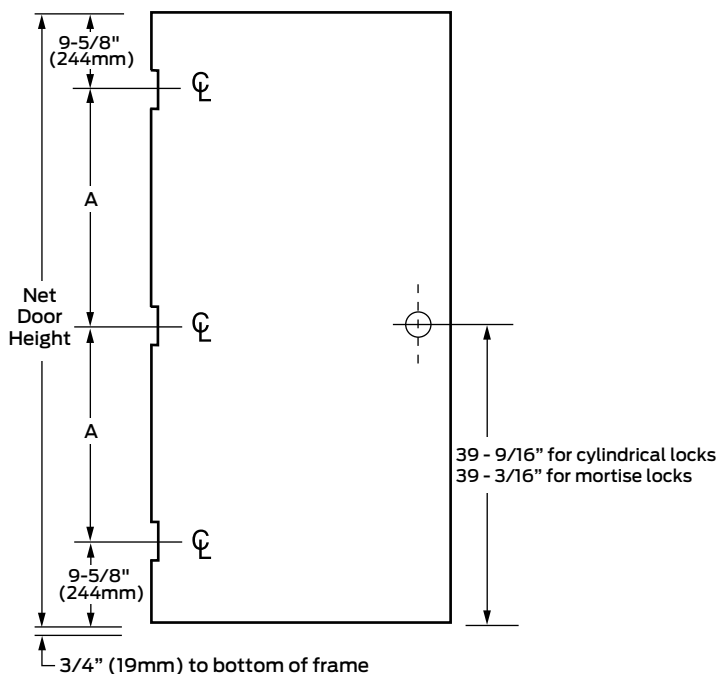 9-5/8"
(244mm)
℄
A
Net
Door
Height
℄
A
39 - 9/16” for cylindrical locks
39 - 3/16” for mortise locks
℄
9-5/8"
(244mm)
3/4” (19mm) to bottom of frame